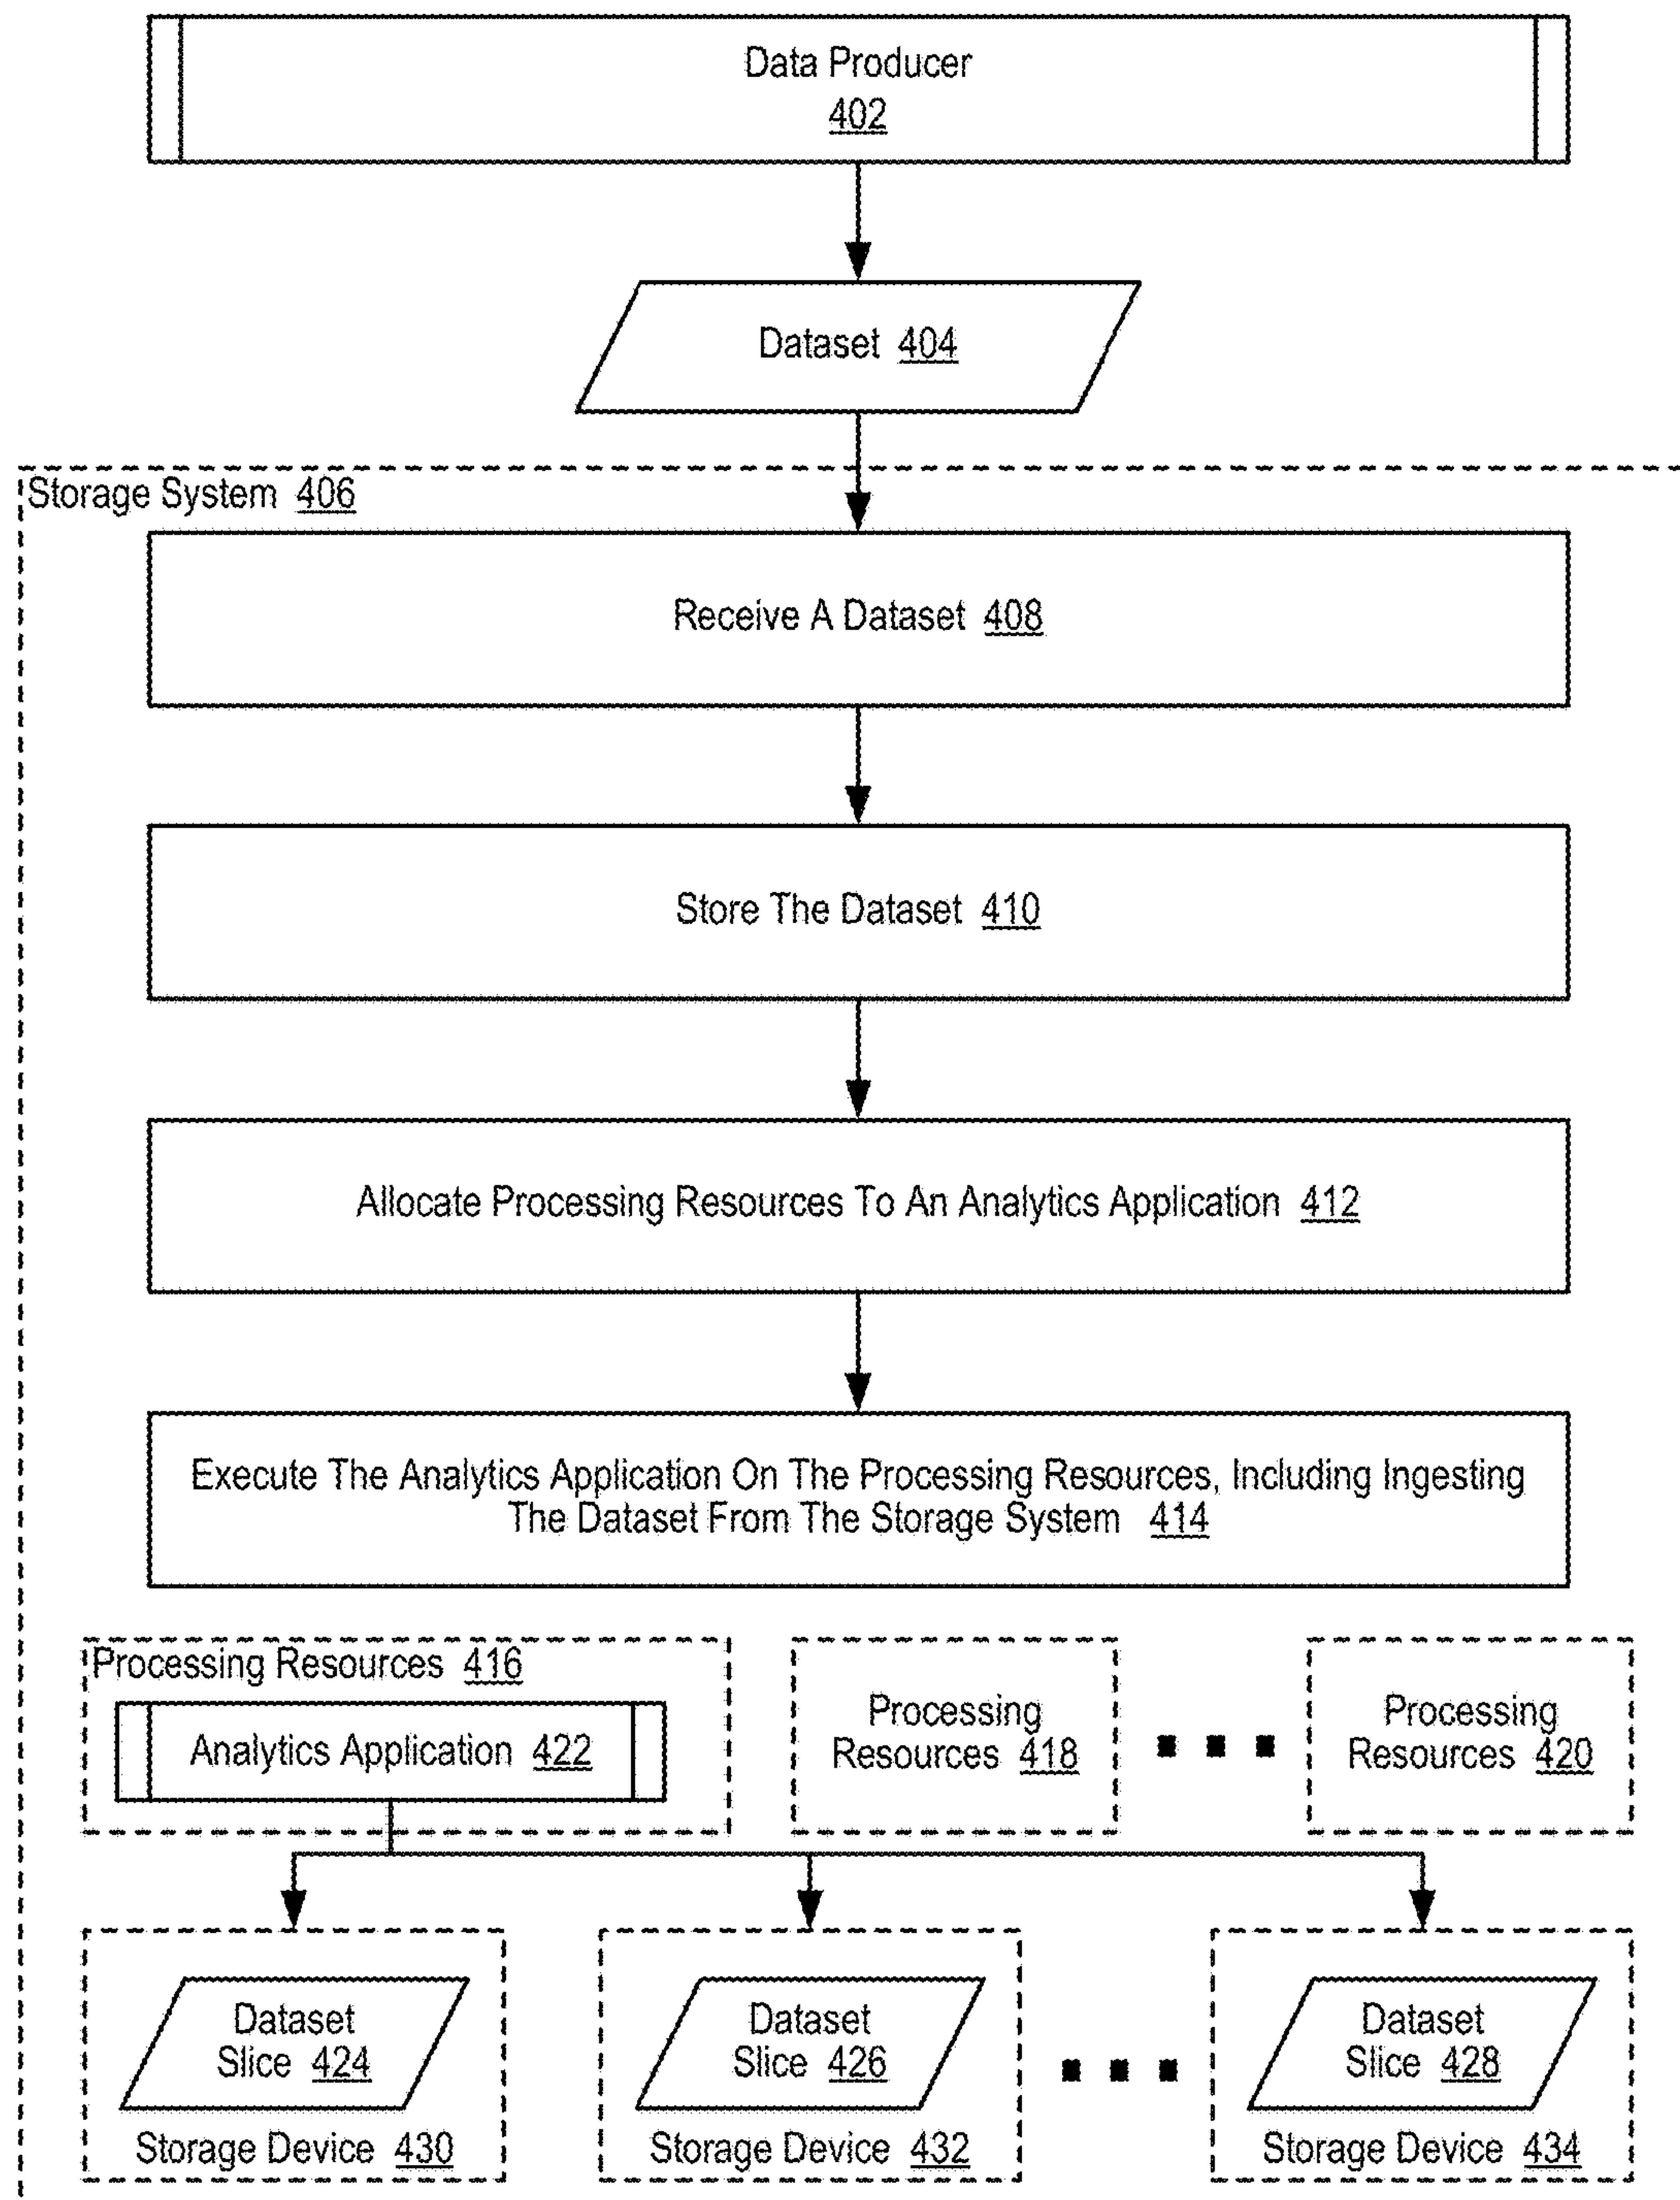 Data Producer
402
Dataset 404
Storage System 406
Receive A Dataset 408
Store The Dataset 410
Allocate Processing Resources To An Analytics Application 412
Execute The Analytics Application On The Processing Resources, Including Ingesting
The Dataset From The Storage System 414
Processing Resources 416
Analytics Application 422
Processing
Resources 418
Processing
Resources 420
Dataset
Slice 424
Storage Device 430
Dataset
Slice 426
Storage Device 432
Dataset
Slice 428
Storage Device 434